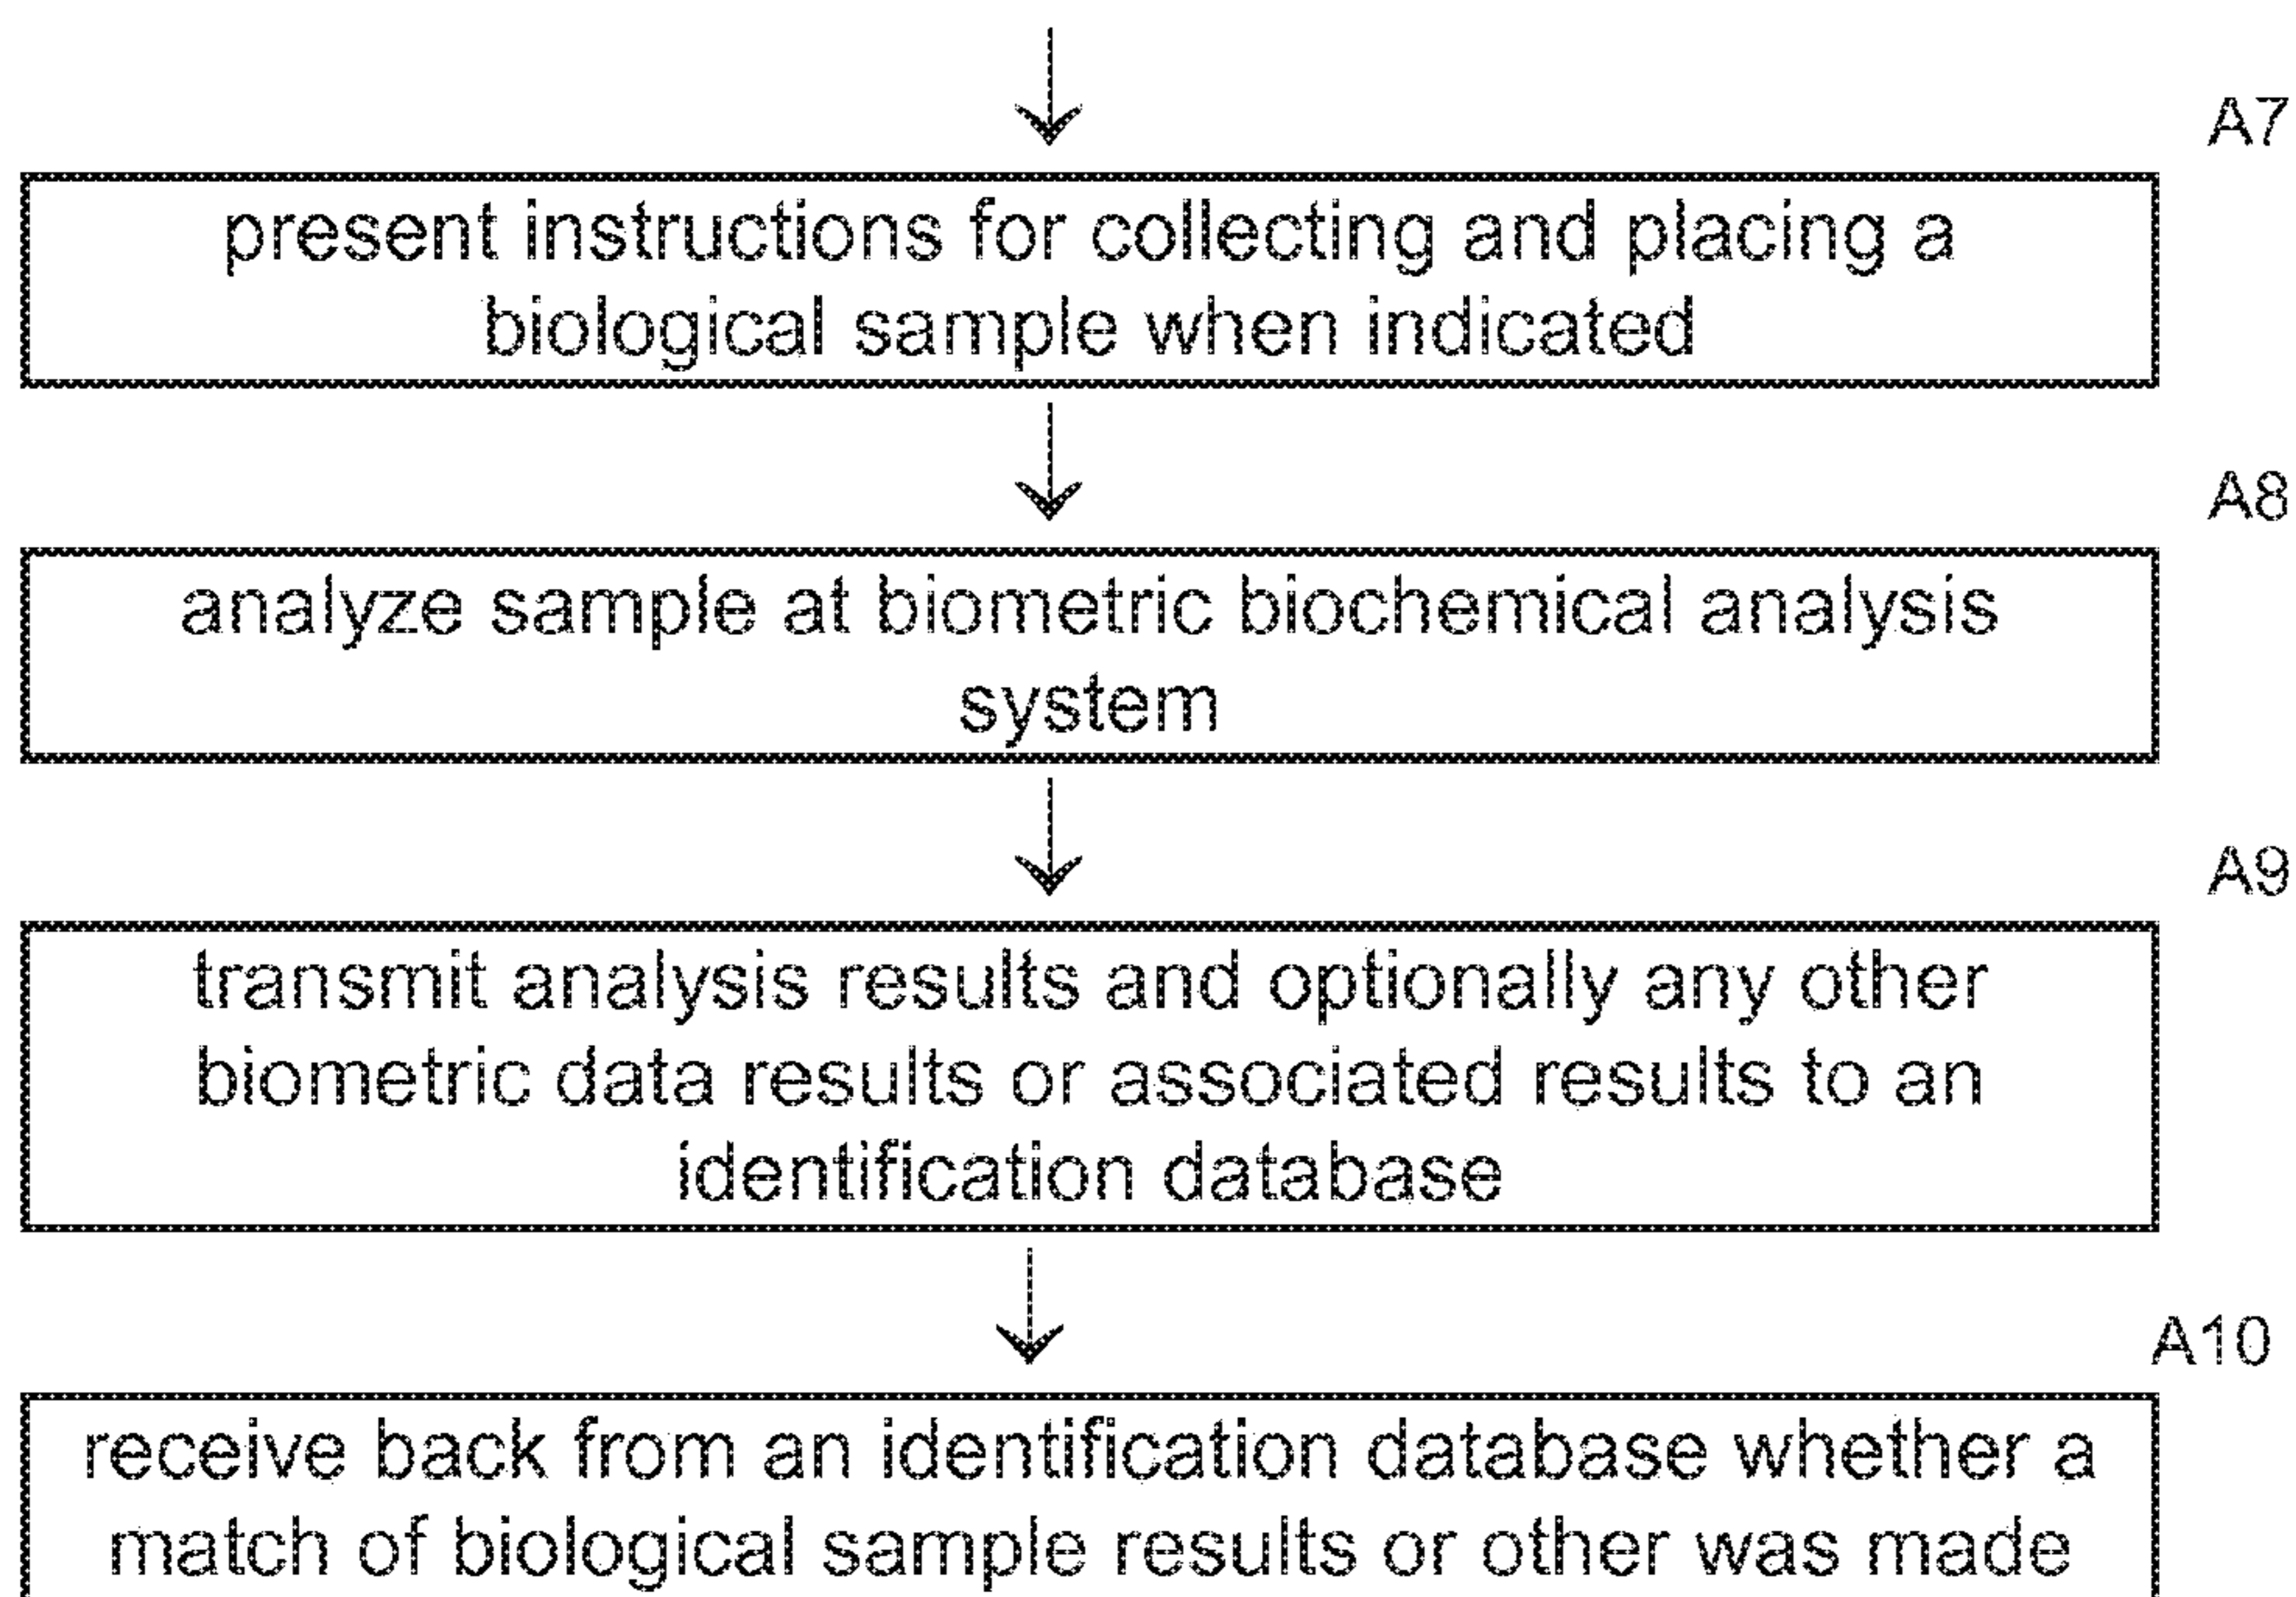 A7
present instructions for collecting and placing a
biological sample when indicated
A8
analyze sample at biometric biochemical analysis
system
A9
transmit analysis results and optionally any other
biometric data results or associated results to an
identification database
A10
receive back from an identification database whether a
match of biological sample results or other was made